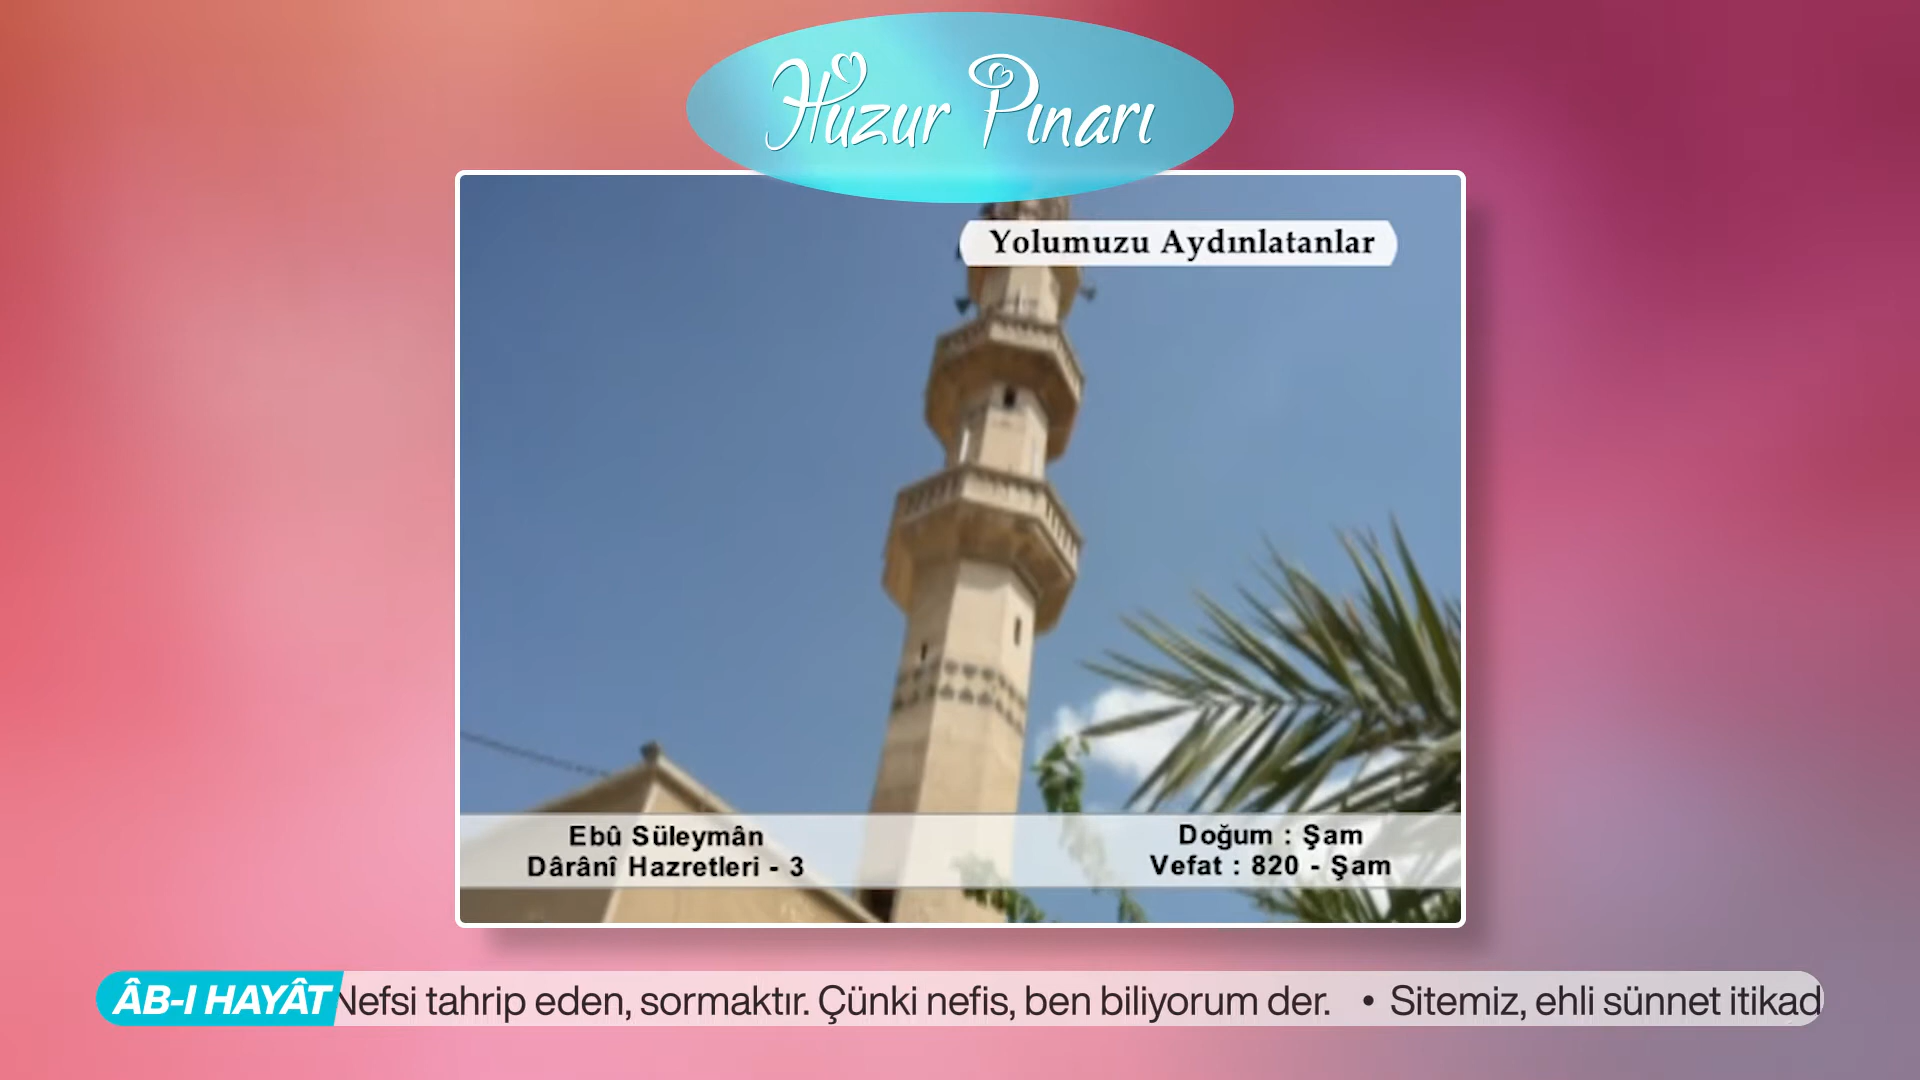 Huzur Pınarı
Yolumuzu Aydınlatanlar
Ebû Süleymân
Dârânî Hazretleri - 3
Doğum : Şam
Vefat : 820 - Şam
ÂB-I HAYÂT
Nefsi tahrip eden, sormaktır. Çünki nefis, ben biliyorum der. • Sitemiz, ehli sünnet itikad